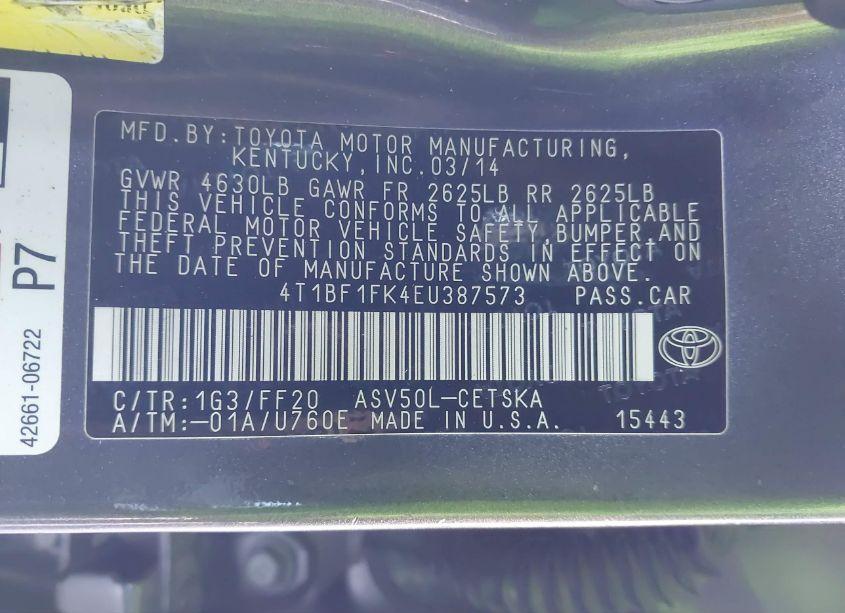 MFD.BY:TOYOTA MOTOR MANUFACTURING,
KENTUCKY,INC.03/14
GVWR 4630LB GAWR FR 2625LB RR 2625LB
THIS VEHICLE CONFORMS TO ALL APPLICABLE
FEDERAL MOTOR VEHICLE SAFETY,BUMPER,AND
THEFT PREVENTION STANDARDS IN EFFECT ON
THE DATE OF MANUFACTURE SHOWN ABOVE.
4T1BF1FK4EU387573 PASS.CAR
C/TR:1G3/FF20 ASV50L-CETSKA
A/TM:-01A/U760E MADE IN U.S.A. 15443
P7
42661-06722